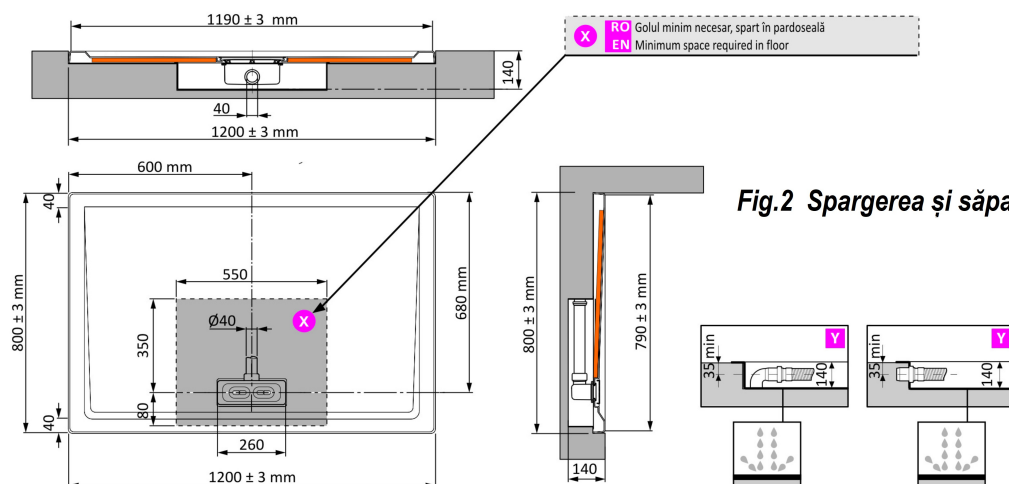 1190 ± 3 mm
140
40
1200 ± 3 mm
X
RO Golul minim necesar, spart în pardoseală
EN Minimum space required in floor
600 mm
40
800 ± 3 mm
550
350
Ø40
X
680 mm
80
40
260
1200 ± 3 mm
800 ± 3 mm
790 ± 3 mm
140
Fig.2 Spargerea și săpa
Y
35 min
140
Y
35 min
140